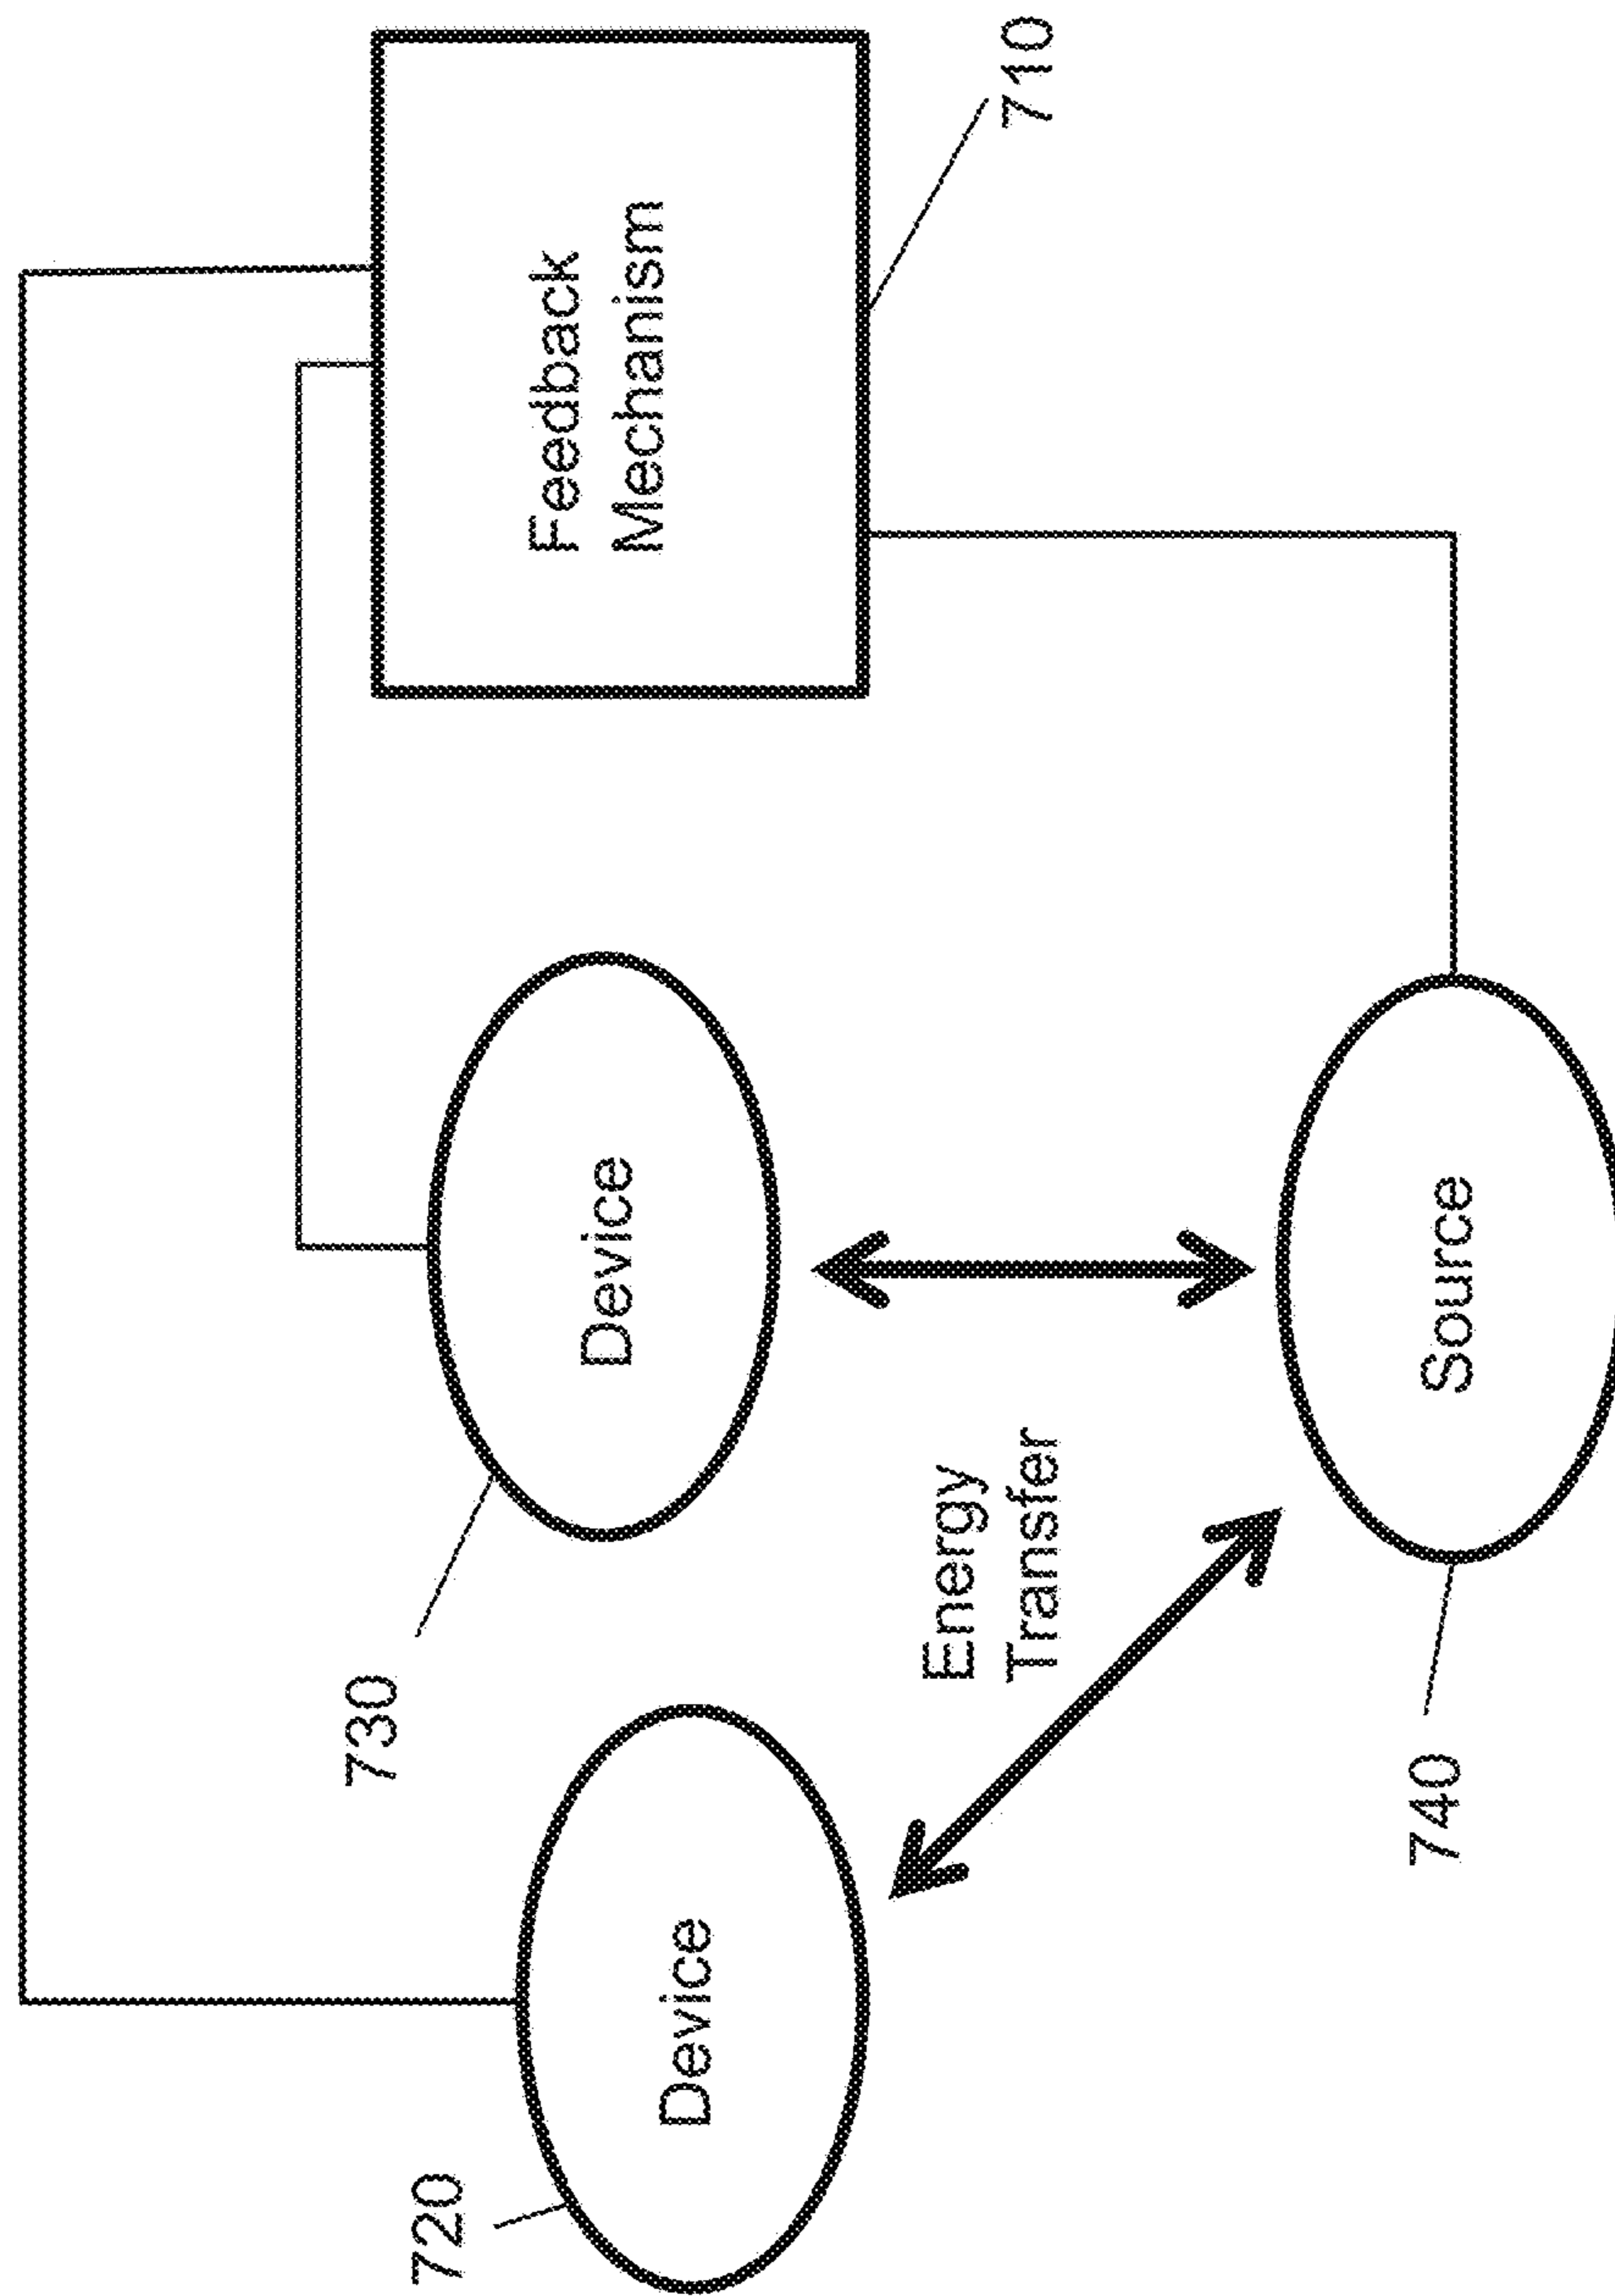 Feedback
Mechanism
710
Device
730
Device
720
Energy
Transfer
Source
740